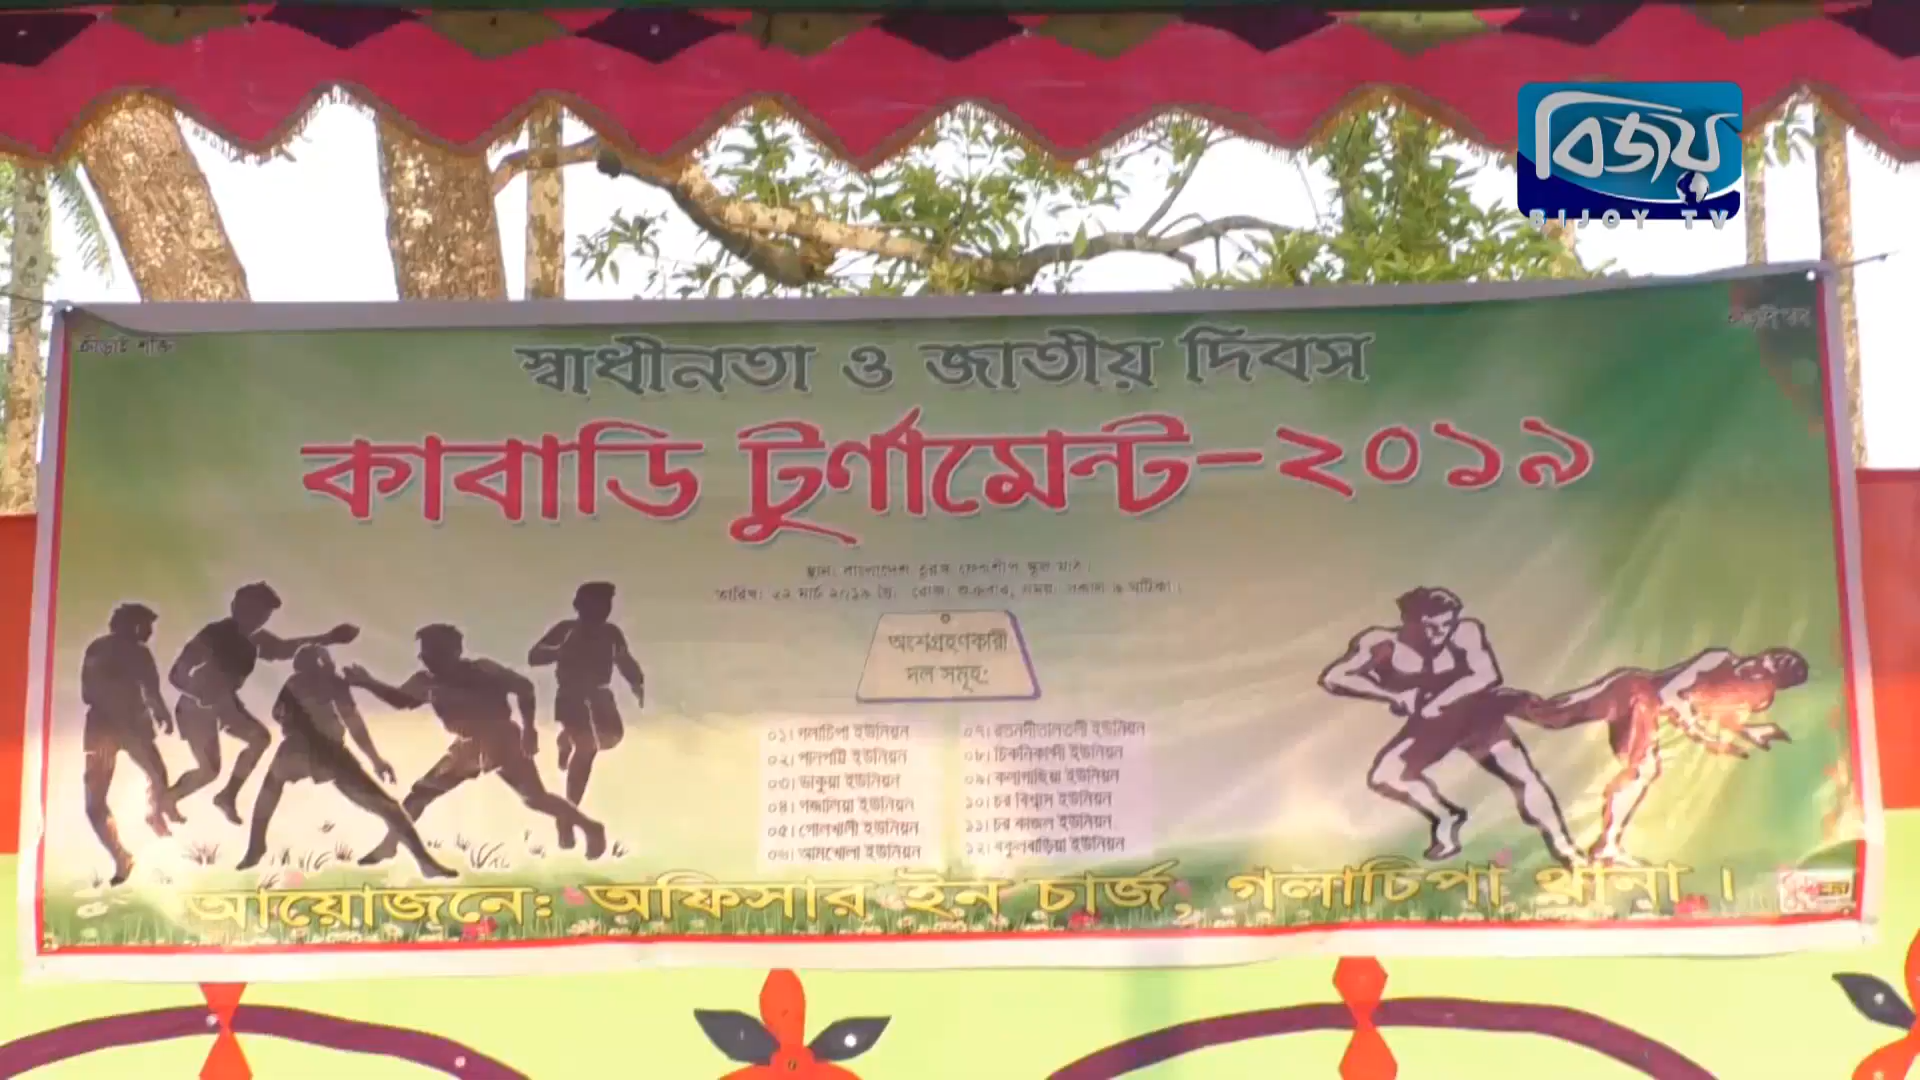 বিজয়
BIJOY TV
ক্রীড়াই শক্তি
স্বাধীনতা ও জাতীয় দিবস
কাবাডি টুর্ণামেন্ট-২০১৯
অংশগ্রহণকারী
দল সমূহ:
০১। গলাচিপা ইউনিয়ন
০২। পানপট্টি ইউনিয়ন
০৩। ডাকুয়া ইউনিয়ন
০৪। গজালিয়া ইউনিয়ন
০৫। গোলখালী ইউনিয়ন
০৬। আমখোলা ইউনিয়ন
০৭। রতনদীতালতলী ইউনিয়ন
০৮। চিকনিকান্দী ইউনিয়ন
০৯। কলাগাছিয়া ইউনিয়ন
১০। চর বিশ্বাস ইউনিয়ন
১১। চর কাজল ইউনিয়ন
১২। বকুলবাড়িয়া ইউনিয়ন
আয়োজনে: অফিসার ইন চার্জ, গলাচিপা থানা।